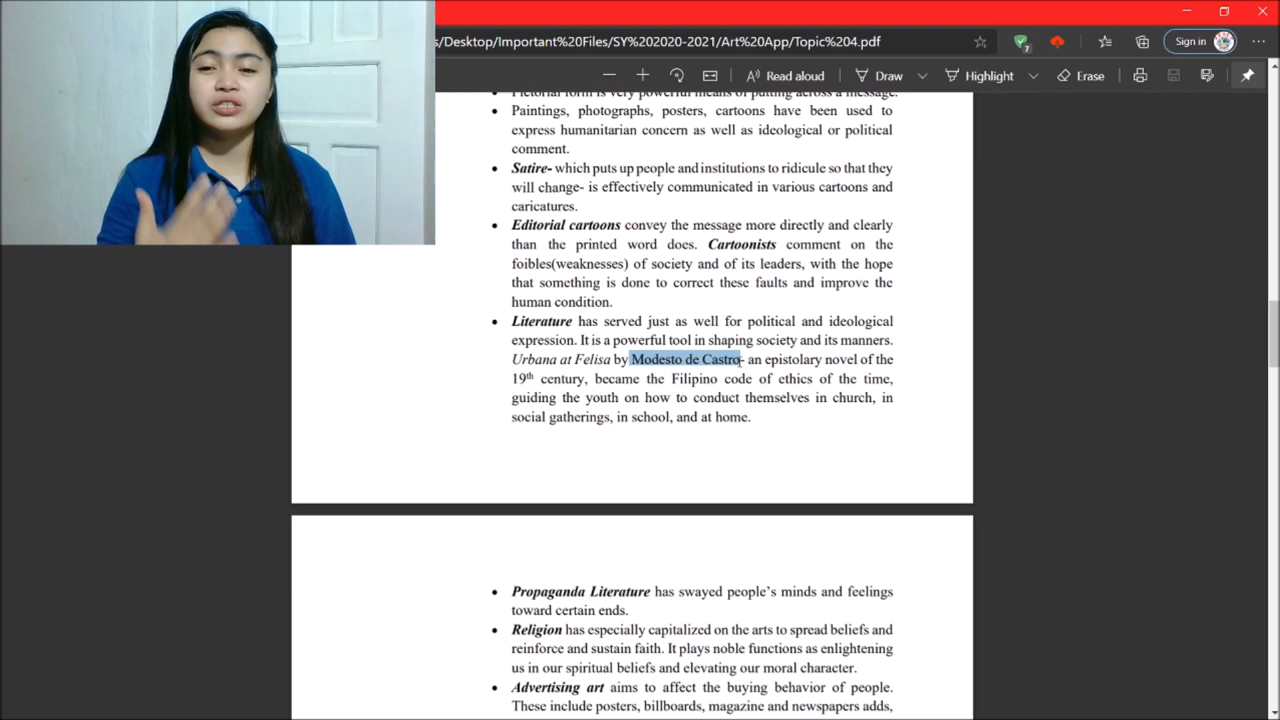 s/Desktop/Important%20Files/SY%202020-2021/Art%20App/Topic%204.pdf
7
Sign in
Read aloud
Draw
Highlight
Erase
• Pictorial form is very powerful means of putting across a message.
• Paintings, photographs, posters, cartoons have been used to
express humanitarian concern as well as ideological or political
comment.
• Satire- which puts up people and institutions to ridicule so that they
will change- is effectively communicated in various cartoons and
caricatures.
• Editorial cartoons convey the message more directly and clearly
than the printed word does. Cartoonists comment on the
foibles(weaknesses) of society and of its leaders, with the hope
that something is done to correct these faults and improve the
human condition.
• Literature has served just as well for political and ideological
expression. It is a powerful tool in shaping society and its manners.
Urbana at Felisa by Modesto de Castro- an epistolary novel of the
19th century, became the Filipino code of ethics of the time,
guiding the youth on how to conduct themselves in church, in
social gatherings, in school, and at home.
• Propaganda Literature has swayed people's minds and feelings
toward certain ends.
• Religion has especially capitalized on the arts to spread beliefs and
reinforce and sustain faith. It plays noble functions as enlightening
us in our spiritual beliefs and elevating our moral character.
• Advertising art aims to affect the buying behavior of people.
These include posters, billboards, magazine and newspapers adds,